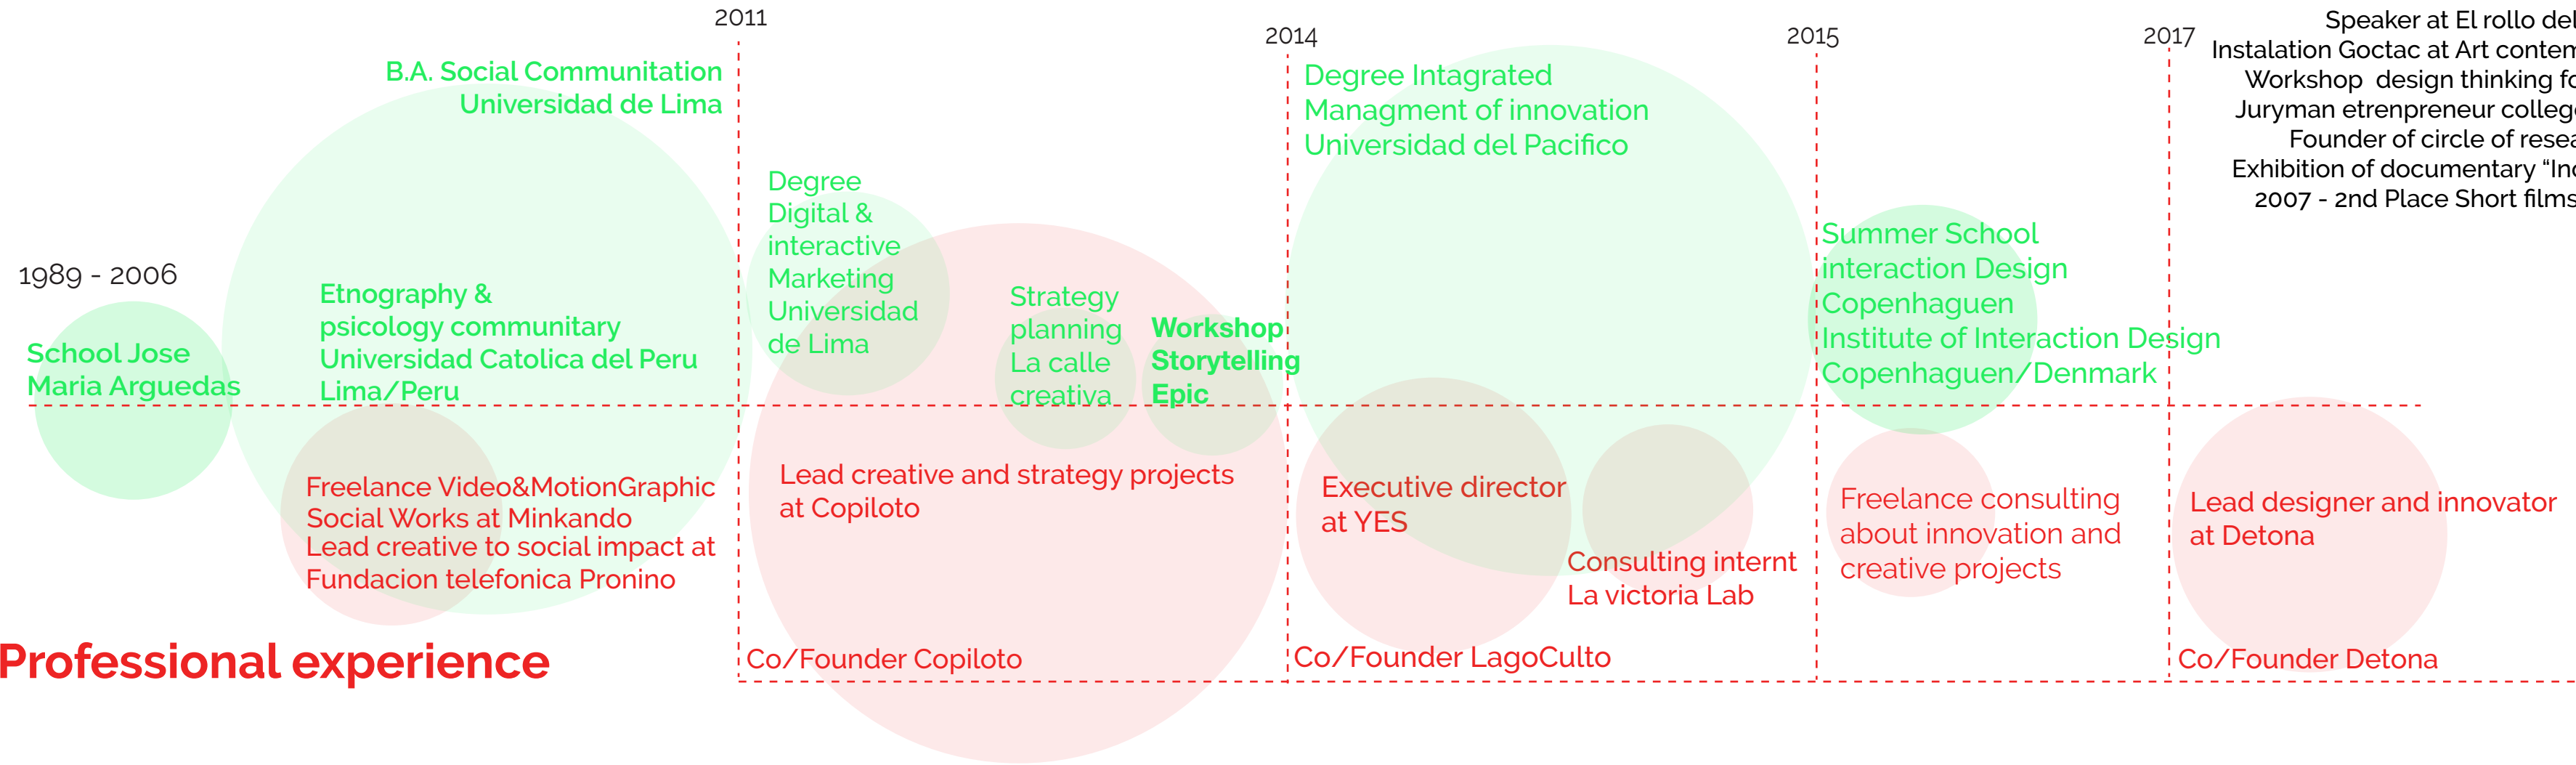 2011
2014
2015
2017
Speaker at El rollo del
Instalation Goctac at Art
Workshop design thinking
Juryman etrenpreneur
Founder of circle of
Exhibition of documentary
2007 - 2nd Place Short films
B.A. Social Communitation
Universidad de Lima
Degree Intagrated
Managment of innovation
Universidad del Pacifico
Degree
Digital &
interactive
Marketing
Universidad
de Lima
Summer School
interaction Design
Copenhaguen
Institute of Interaction Design
Copenhaguen/Denmark
1989 - 2006
School Jose
Maria Arguedas
Etnography &
psicology communitary
Universidad Catolica del Peru
Lima/Peru
Strategy
planning
La calle
creativa
Workshop
Storytelling
Epic
Freelance Video&MotionGraphic
Social Works at Minkando
Lead creative to social impact at
Fundacion telefonica Pronino
Lead creative and strategy projects
at Copiloto
Executive director
at YES
Consulting internt
La victoria Lab
Freelance consulting
about innovation and
creative projects
Lead designer and innovator
at Detona
Professional experience
Co/Founder Copiloto
Co/Founder LagoCulto
Co/Founder Detona